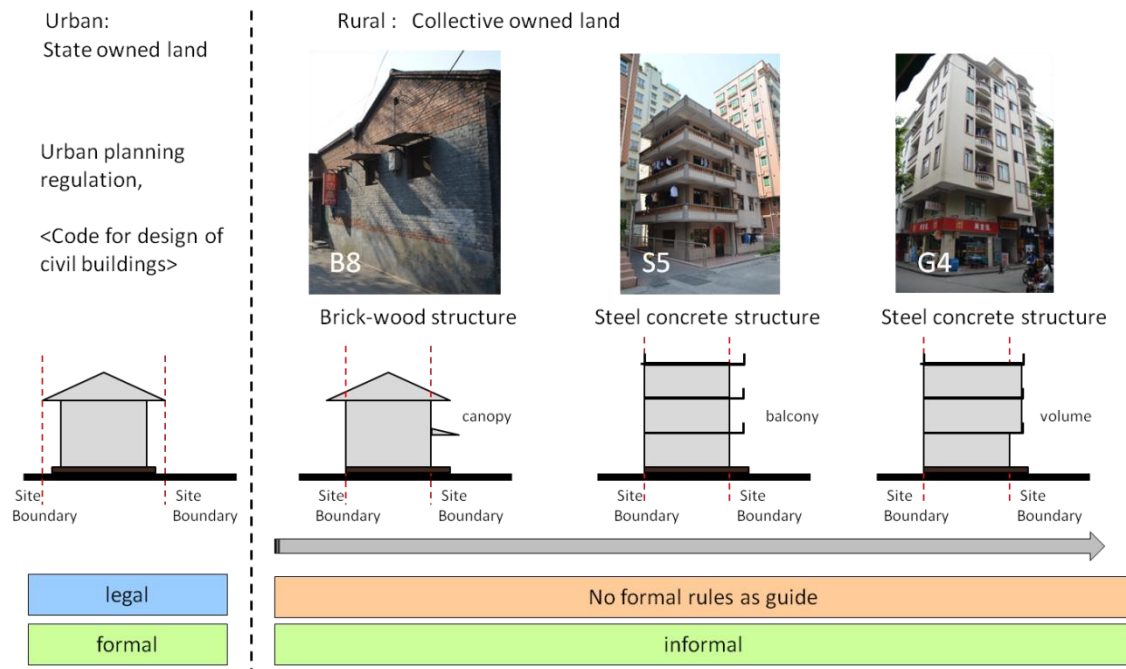 Urban:
State owned land
Rural : Collective owned land
Urban planning
regulation,
<Code for design of
civil buildings>
B8
S5
G4
Brick-wood structure
Steel concrete structure
Steel concrete structure
canopy
balcony
volume
Site
Boundary
Site
Boundary
Site
Boundary
Site
Boundary
Site
Boundary
Site
Boundary
Site
Boundary
Site
Boundary
legal
No formal rules as guide
formal
informal